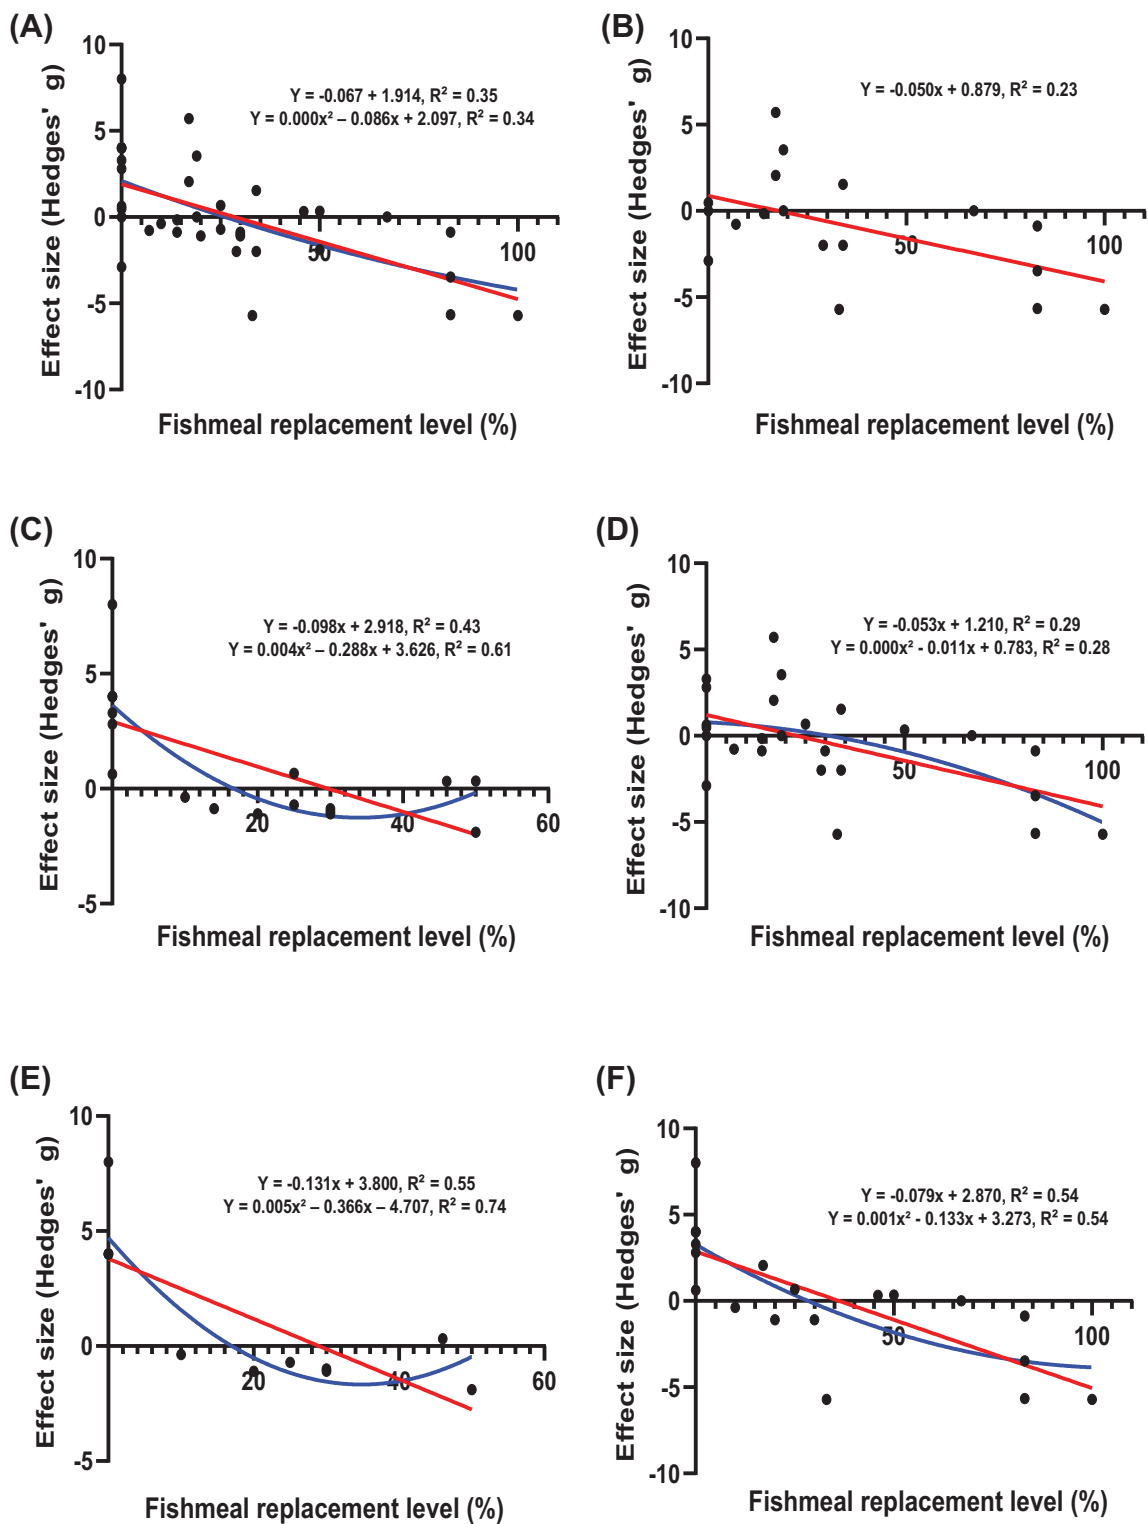 (A)
10
5
0
-5
-10
50
100
Effect size (Hedges' g)
Y = -0.067 + 1.914, R² = 0.35
Y = 0.000x² – 0.086x + 2.097, R² = 0.34
Fishmeal replacement level (%)
(B)
10
5
0
-5
-10
50
100
Effect size (Hedges' g)
Y = -0.050x + 0.879, R² = 0.23
Fishmeal replacement level (%)
(C)
10
5
0
-5
20
40
60
Effect size (Hedges' g)
Y = -0.098x + 2.918, R² = 0.43
Y = 0.004x² – 0.288x + 3.626, R² = 0.61
Fishmeal replacement level (%)
(D)
10
5
0
-5
-10
50
100
Effect size (Hedges' g)
Y = -0.053x + 1.210, R² = 0.29
Y = 0.000x² - 0.011x + 0.783, R² = 0.28
Fishmeal replacement level (%)
(E)
10
5
0
-5
20
40
60
Effect size (Hedges' g)
Y = -0.131x + 3.800, R² = 0.55
Y = 0.005x² – 0.366x – 4.707, R² = 0.74
Fishmeal replacement level (%)
(F)
10
5
0
-5
-10
50
100
Effect size (Hedges' g)
Y = -0.079x + 2.870, R² = 0.54
Y = 0.001x² - 0.133x + 3.273, R² = 0.54
Fishmeal replacement level (%)